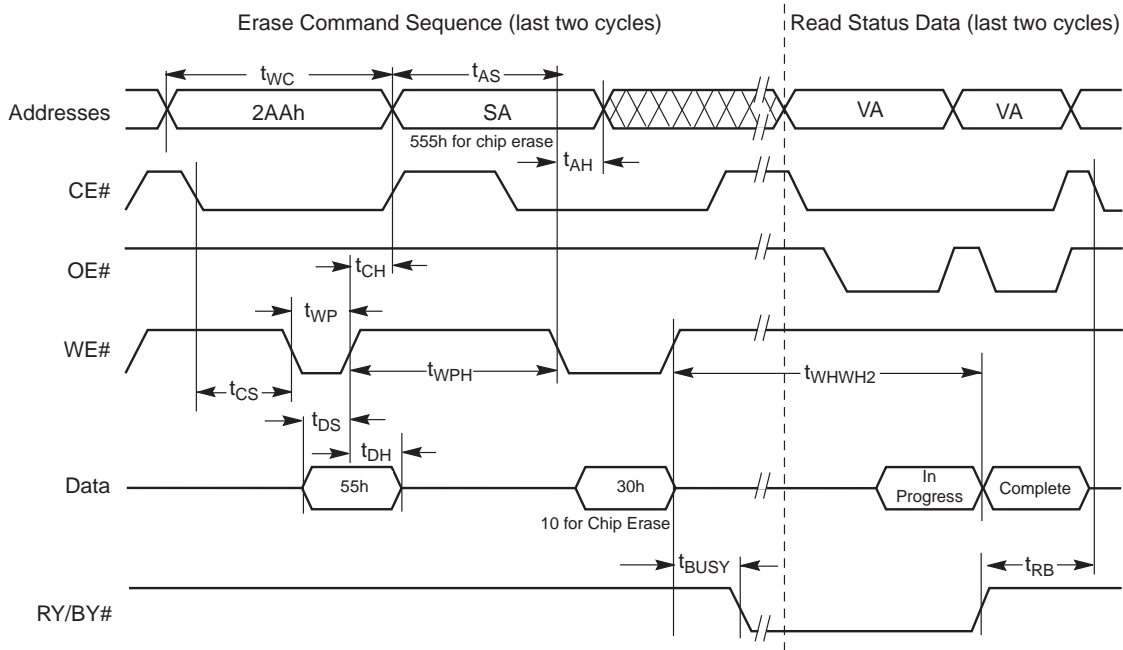 Erase Command Sequence (last two cycles)
Read Status Data (last two cycles)
tWC
tAS
Addresses
2AAh
SA
VA
VA
555h for chip erase
tAH
CE#
OE#
tCH
tWP
WE#
tWPH
tWHWH2
tCS
tDS
tDH
Data
55h
30h
In
Progress
Complete
10 for Chip Erase
tBUSY
tRB
RY/BY#